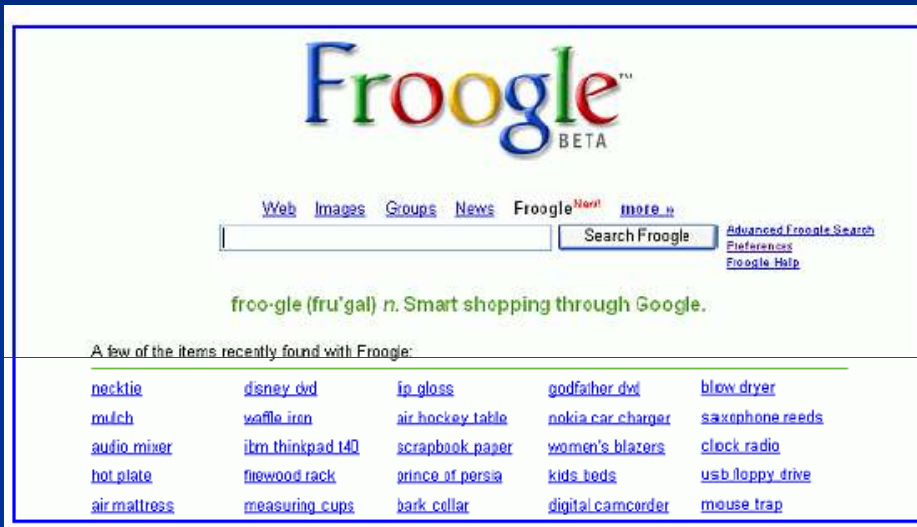 Froogle™
BETA
Web Images Groups News Froogle New! more »
Search Froogle
Advanced Froogle Search
Preferences
Froogle Help
froo·gle (fru'gal) n. Smart shopping through Google.
A few of the items recently found with Froogle:
necktie disney dvd lip gloss godfather dvd blow dryer
mulch waffle iron air hockey table nokia car charger saxophone reeds
audio mixer ibm thinkpad t40 scrapbook paper women's blazers clock radio
hot plate firewood rack prince of persia kids beds usb floppy drive
air mattress measuring cups bark collar digital camcorder mouse trap